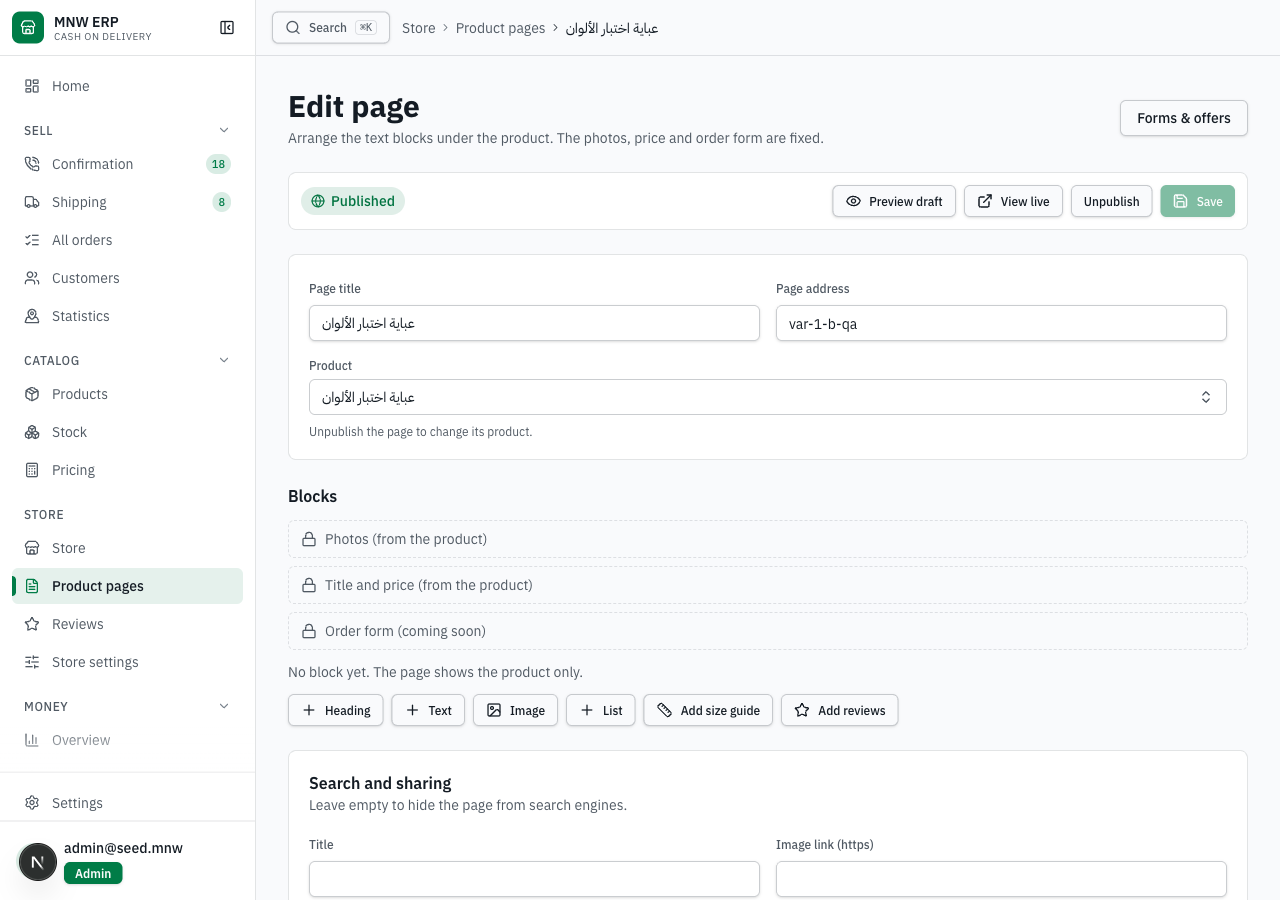 MNW ERP
CASH ON DELIVERY
Search ⌘K
Store > Product pages > عباية اختبار الألوان
Home
SELL
Confirmation 18
Shipping 8
All orders
Customers
Statistics
CATALOG
Products
Stock
Pricing
STORE
Store
Product pages
Reviews
Store settings
MONEY
Overview
Settings
N
admin@seed.mnw
Admin
Edit page
Arrange the text blocks under the product. The photos, price and order form are fixed.
Forms & offers
Published
Preview draft View live Unpublish Save
Page title Page address
عباية اختبار الألوان var-1-b-qa
Product
عباية اختبار الألوان
Unpublish the page to change its product.
Blocks
Photos (from the product)
Title and price (from the product)
Order form (coming soon)
No block yet. The page shows the product only.
Heading Text Image List Add size guide Add reviews
Search and sharing
Leave empty to hide the page from search engines.
Title Image link (https)